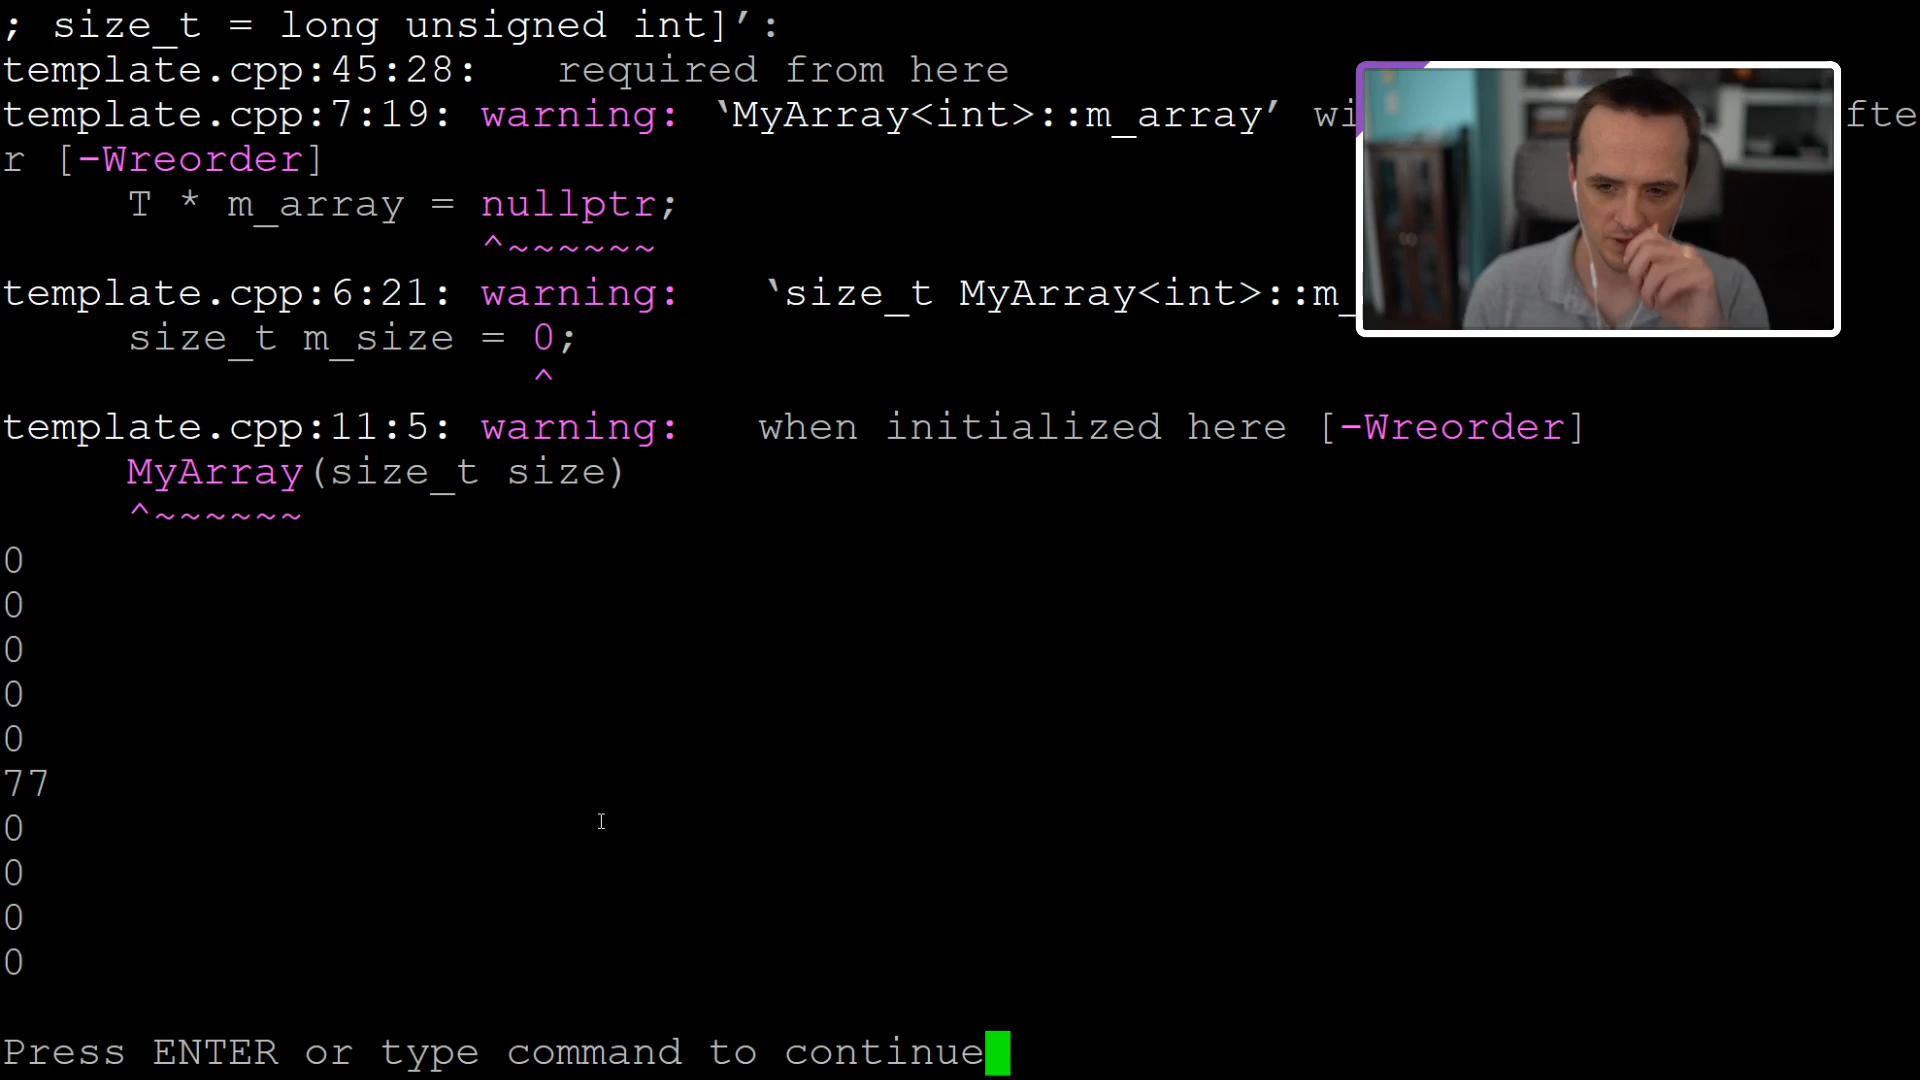 ; size_t = long unsigned int]’:
template.cpp:45:28:   required from here
template.cpp:7:19: warning: ‘MyArray<int>::m_array’
r [-Wreorder]
     T * m_array = nullptr;
                   ^~~~~~~
template.cpp:6:21: warning:   ‘size_t MyArray<int>::m_
     size_t m_size = 0;
                     ^
template.cpp:11:5: warning:   when initialized here [-Wreorder]
     MyArray(size_t size)
     ^~~~~~~
0
0
0
0
0
77
0
0
0
0
Press ENTER or type command to continue